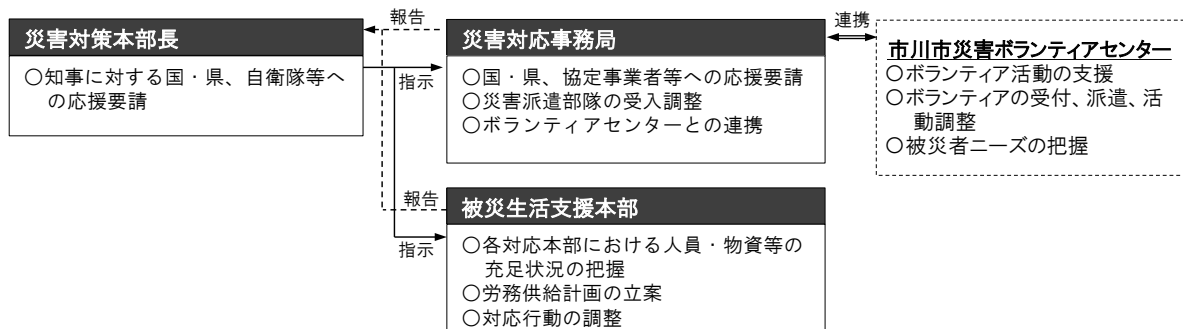 報告
連携
災害対策本部長
○知事に対する国・県、自衛隊等へ
の応援要請
指示
災害対応事務局
○国・県、協定事業者等への応援要請
○災害派遣部隊の受入調整
○ボランティアセンターとの連携
市川市災害ボランティアセンター
○ボランティア活動の支援
○ボランティアの受付、派遣、活
動調整
○被災者ニーズの把握
報告
指示
被災生活支援本部
○各対応本部における人員・物資等の
充足状況の把握
○労務供給計画の立案
○対応行動の調整